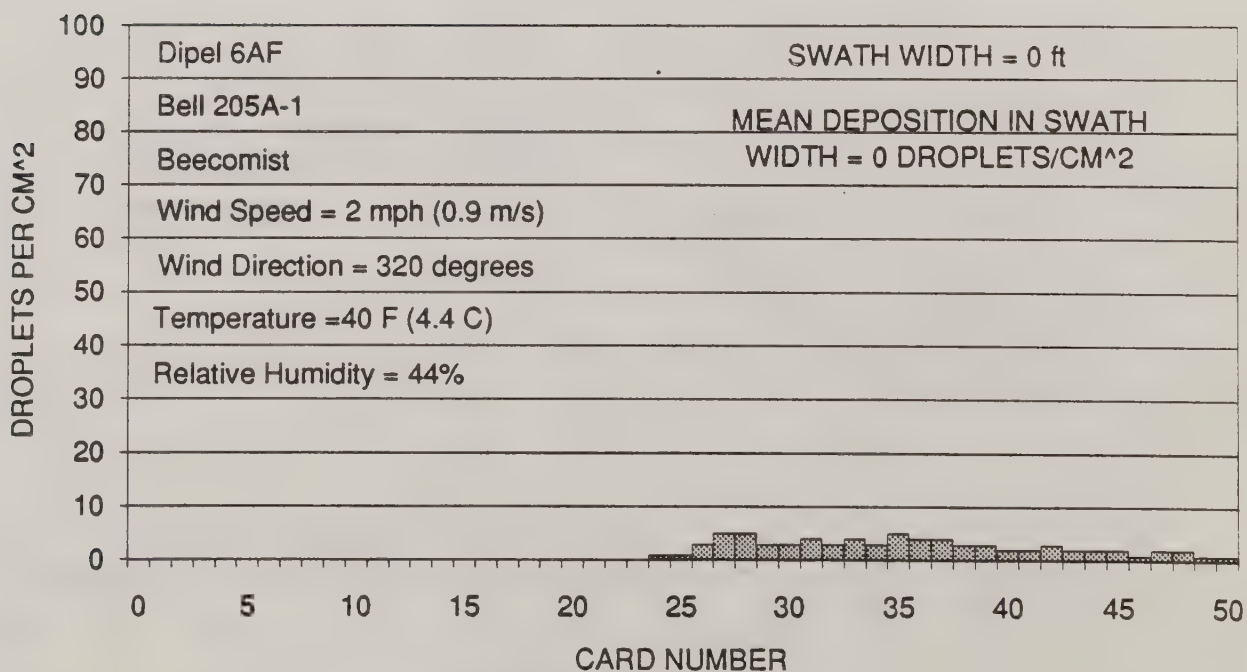 DROPLETS PER CM^2
100
90
80
70
60
50
40
30
20
10
0
Dipel 6AF
Bell 205A-1
Beecomist
Wind Speed = 2 mph (0.9 m/s)
Wind Direction = 320 degrees
Temperature =40 F (4.4 C)
Relative Humidity = 44%
SWATH WIDTH = 0 ft
MEAN DEPOSITION IN SWATH
WIDTH = 0 DROPLETS/CM^2
0 5 10 15 20 25 30 35 40 45 50
CARD NUMBER